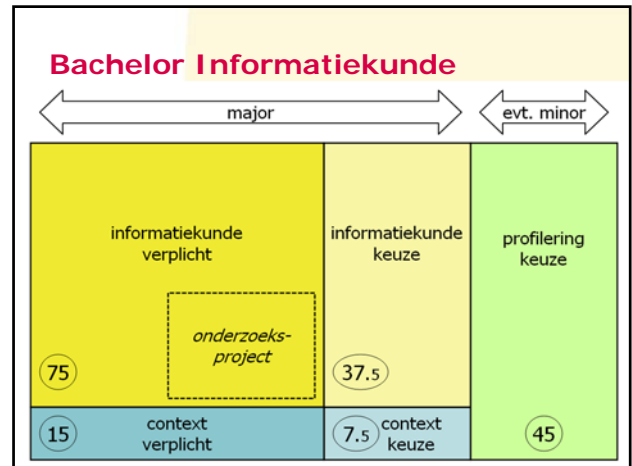 Bachelor Informatiekunde
major
evt. minor
informatiekunde
verplicht
informatiekunde
keuze
profilering
keuze
onderzoeks-
project
75
37.5
15
context
verplicht
7.5 context
keuze
45